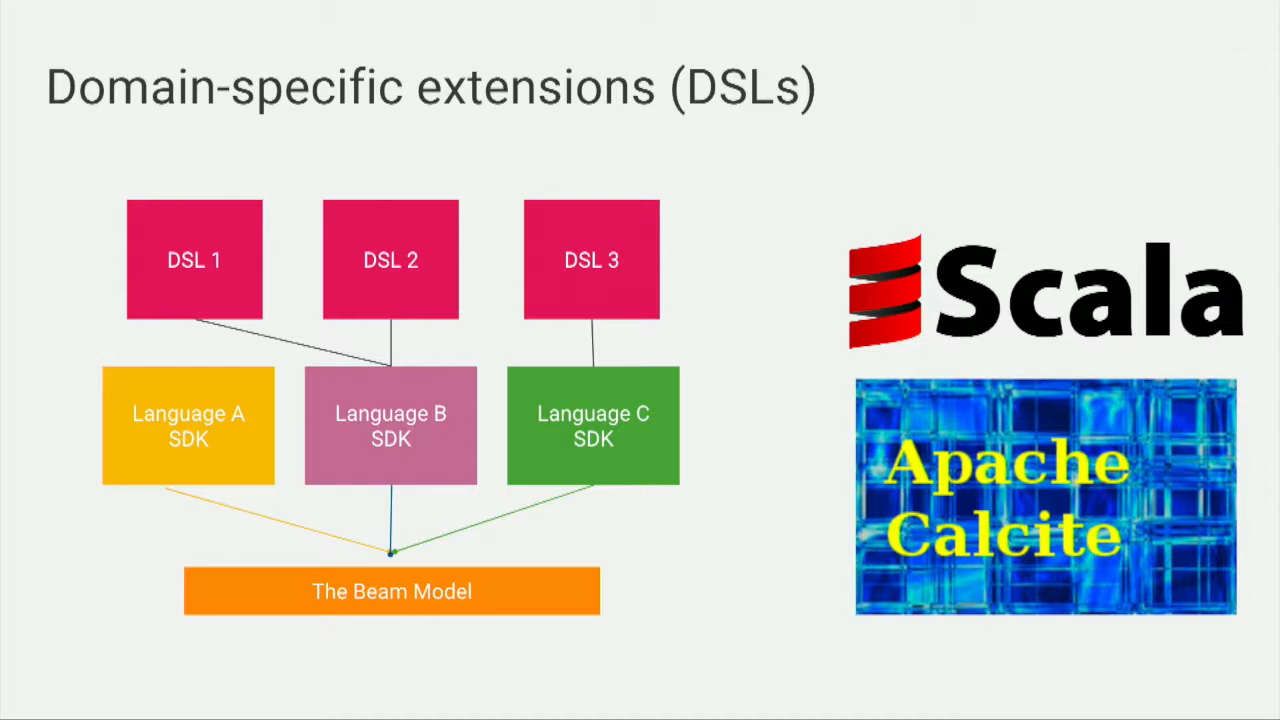 Domain-specific extensions (DSLs)
DSL 1
DSL 2
DSL 3
Language A
SDK
Language B
SDK
Language C
SDK
The Beam Model
Scala
Apache
Calcite